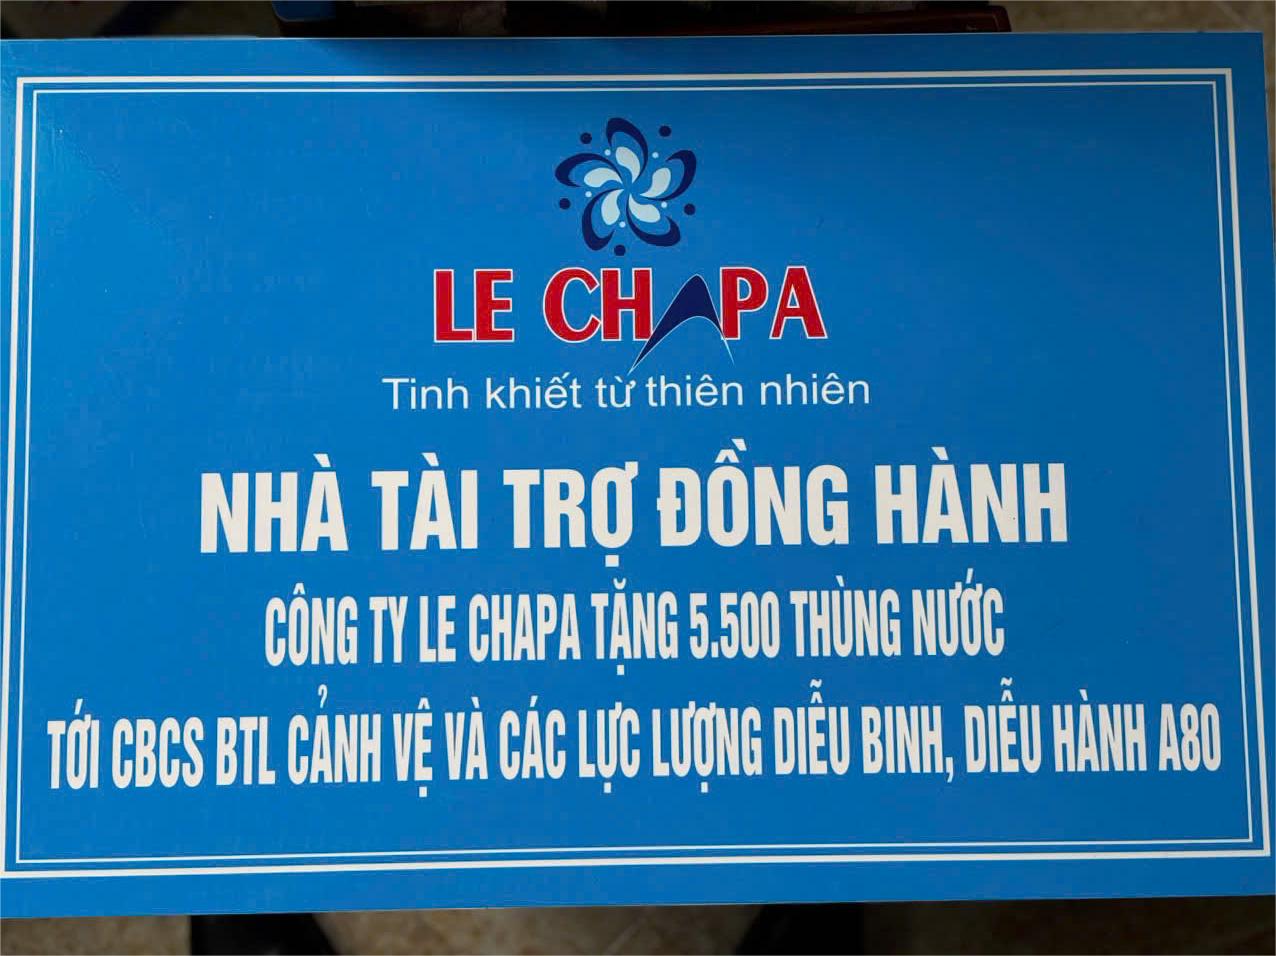 LE CHAPA
Tinh khiết từ thiên nhiên
NHÀ TÀI TRỢ ĐỒNG HÀNH
CÔNG TY LE CHAPA TẶNG 5.500 THÙNG NƯỚC
TỚI CBCS BTL CẢNH VỆ VÀ CÁC LỰC LƯỢNG DIỄU BINH, DIỄU HÀNH A80